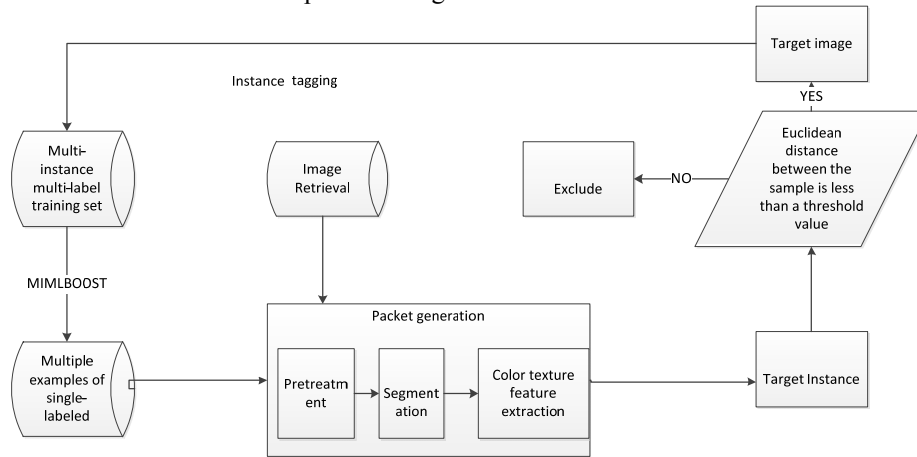 Target image
Instance tagging
YES
Multi-
instance
multi-label
training set
Image
Retrieval
Exclude
NO
Euclidean
distance
between the
sample is less
than a threshold
value
MIMLBOOST
Packet generation
Multiple
examples of
single-
labeled
Pretreatm
ent
Segment
ation
Color texture
feature
extraction
Target Instance